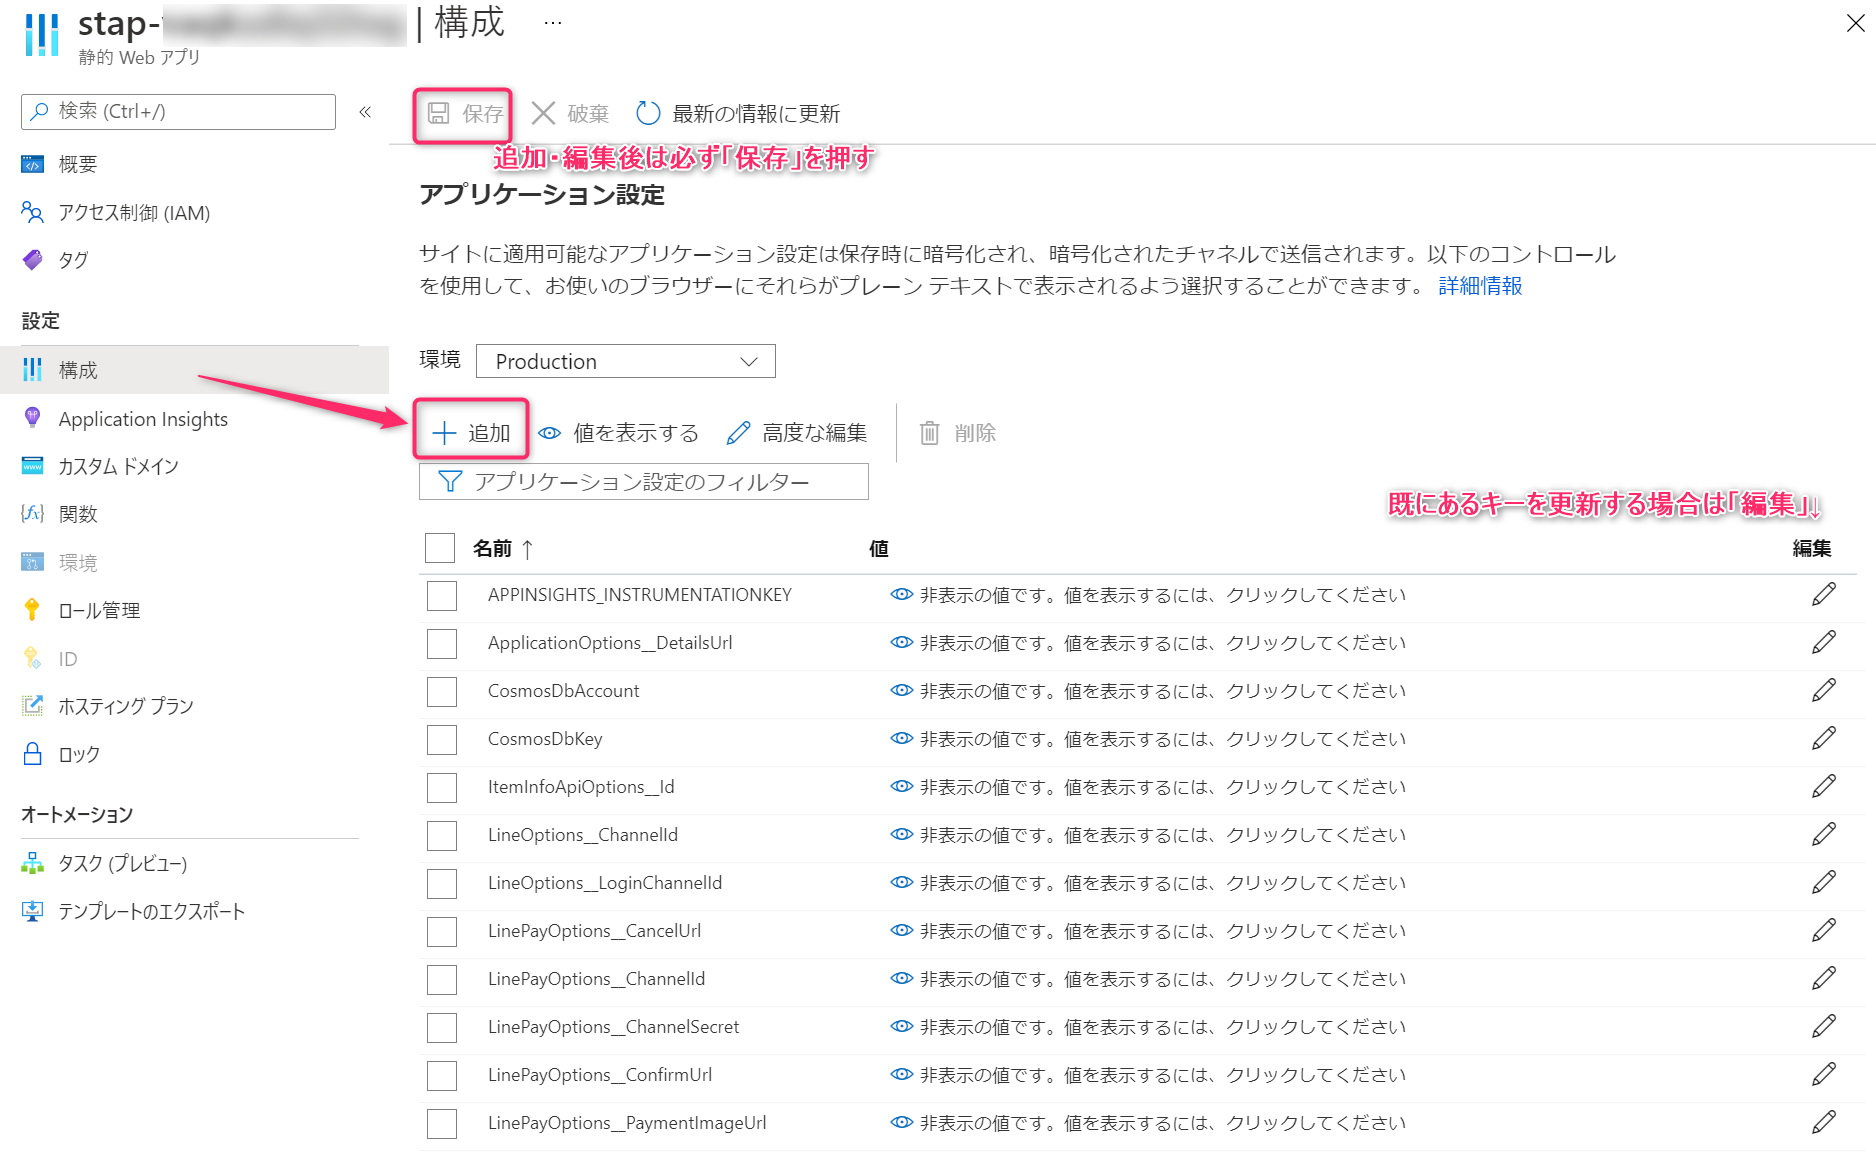 stap- | 構成 …
静的 Web アプリ
検索 (Ctrl+/) «
概要
アクセス制御 (IAM)
タグ
設定
構成
Application Insights
カスタム ドメイン
関数
環境
ロール管理
ID
ホスティング プラン
ロック
オートメーション
タスク (プレビュー)
テンプレートのエクスポート
保存 破棄 最新の情報に更新
追加・編集後は必ず「保存」を押す
アプリケーション設定
サイトに適用可能なアプリケーション設定は保存時に暗号化され、暗号化されたチャネルで送信されます。以下のコントロール
を使用して、お使いのブラウザーにそれらがプレーン テキストで表示されるよう選択することができます。 詳細情報
環境 Production
追加 値を表示する 高度な編集 削除
アプリケーション設定のフィルター
既にあるキーを更新する場合は「編集」↓
名前 ↑ 値 編集
APPINSIGHTS_INSTRUMENTATIONKEY 非表示の値です。値を表示するには、クリックしてください
ApplicationOptions__DetailsUrl 非表示の値です。値を表示するには、クリックしてください
CosmosDbAccount 非表示の値です。値を表示するには、クリックしてください
CosmosDbKey 非表示の値です。値を表示するには、クリックしてください
ItemInfoApiOptions__Id 非表示の値です。値を表示するには、クリックしてください
LineOptions__ChannelId 非表示の値です。値を表示するには、クリックしてください
LineOptions__LoginChannelId 非表示の値です。値を表示するには、クリックしてください
LinePayOptions__CancelUrl 非表示の値です。値を表示するには、クリックしてください
LinePayOptions__ChannelId 非表示の値です。値を表示するには、クリックしてください
LinePayOptions__ChannelSecret 非表示の値です。値を表示するには、クリックしてください
LinePayOptions__ConfirmUrl 非表示の値です。値を表示するには、クリックしてください
LinePayOptions__PaymentImageUrl 非表示の値です。値を表示するには、クリックしてください